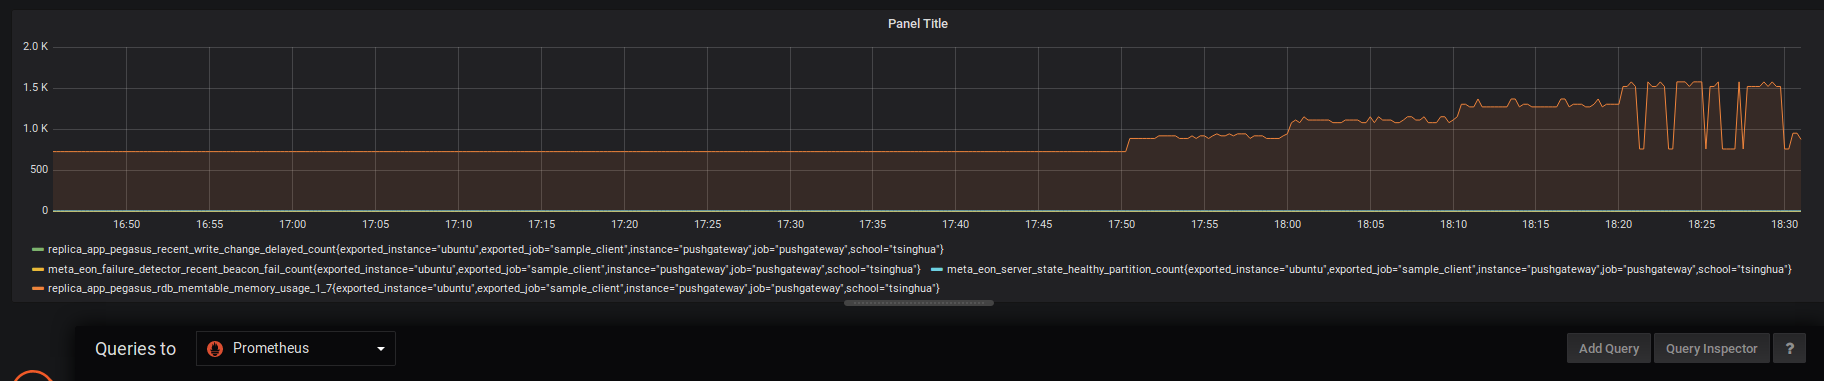 Panel Title
2.0 K
1.5 K
1.0 K
500
0
16:50 16:55 17:00 17:05 17:10 17:15 17:20 17:25 17:30 17:35 17:40 17:45 17:50 17:55 18:00 18:05 18:10 18:15 18:20 18:25 18:30
replica_app_pegasus_recent_write_change_delayed_count{exported_instance="ubuntu",exported_job="sample_client",instance="pushgateway",job="pushgateway",school="tsinghua"}
meta_eon_failure_detector_recent_beacon_fail_count{exported_instance="ubuntu",exported_job="sample_client",instance="pushgateway",job="pushgateway",school="tsinghua"} meta_eon_server_state_healthy_partition_count{exported_instance="ubuntu",exported_job="sample_client",instance="pushgateway",job="pushgateway",school="tsinghua"}
replica_app_pegasus_rdb_memtable_memory_usage_1_7{exported_instance="ubuntu",exported_job="sample_client",instance="pushgateway",job="pushgateway",school="tsinghua"}
Queries to Prometheus Add Query Query Inspector ?